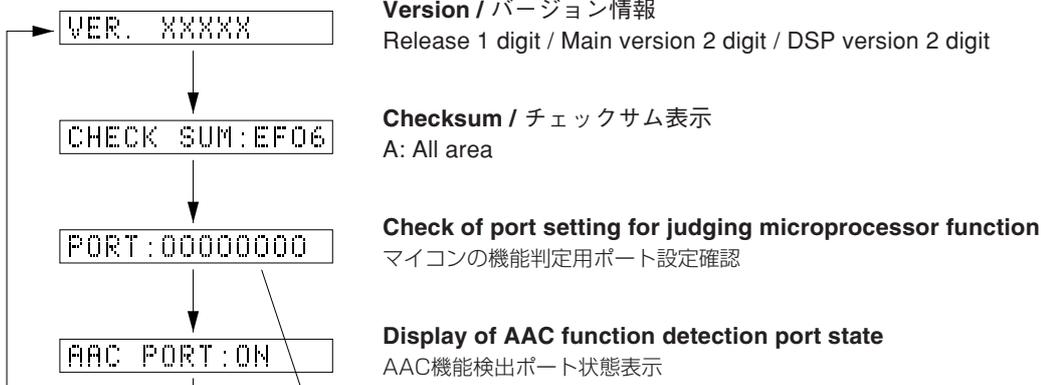 VER. XXXXX
Version / バージョン情報
Release 1 digit / Main version 2 digit / DSP version 2 digit
CHECK SUM:EF06
Checksum / チェックサム表示
A: All area
PORT:00000000
Check of port setting for judging microprocessor function
マイコンの機能判定用ポート設定確認
AAC PORT:ON
Display of AAC function detection port state
AAC機能検出ポート状態表示